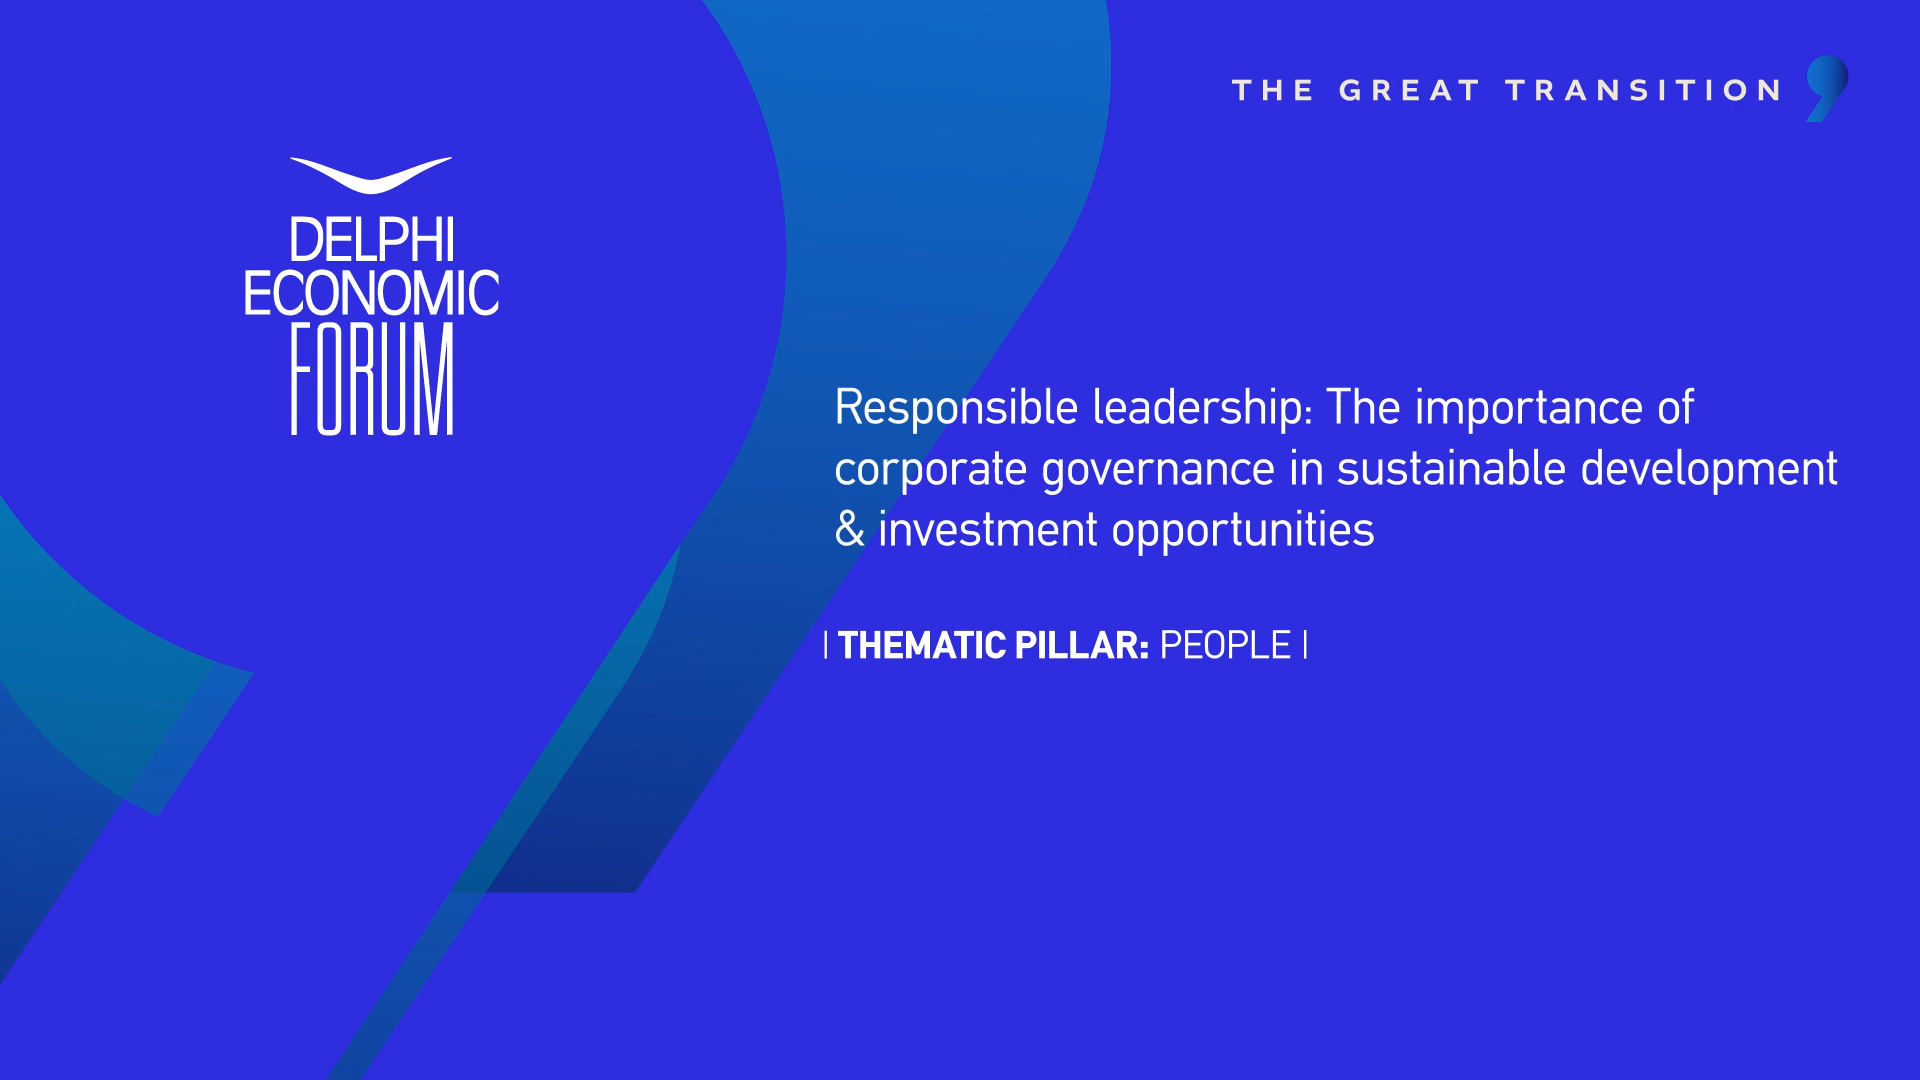 THE GREAT TRANSITION
DELPHI
ECONOMIC
FORUM
Responsible leadership: The importance of
corporate governance in sustainable development
& investment opportunities
| THEMATIC PILLAR: PEOPLE |